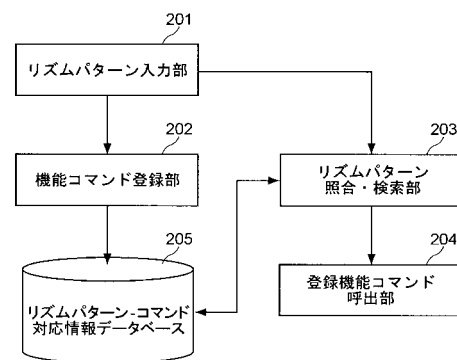 201
リズムパターン入力部
202
機能コマンド登録部
203
リズムパターン
照合・検索部
204
登録機能コマンド
呼出部
205
リズムパターン-コマンド
対応情報データベース